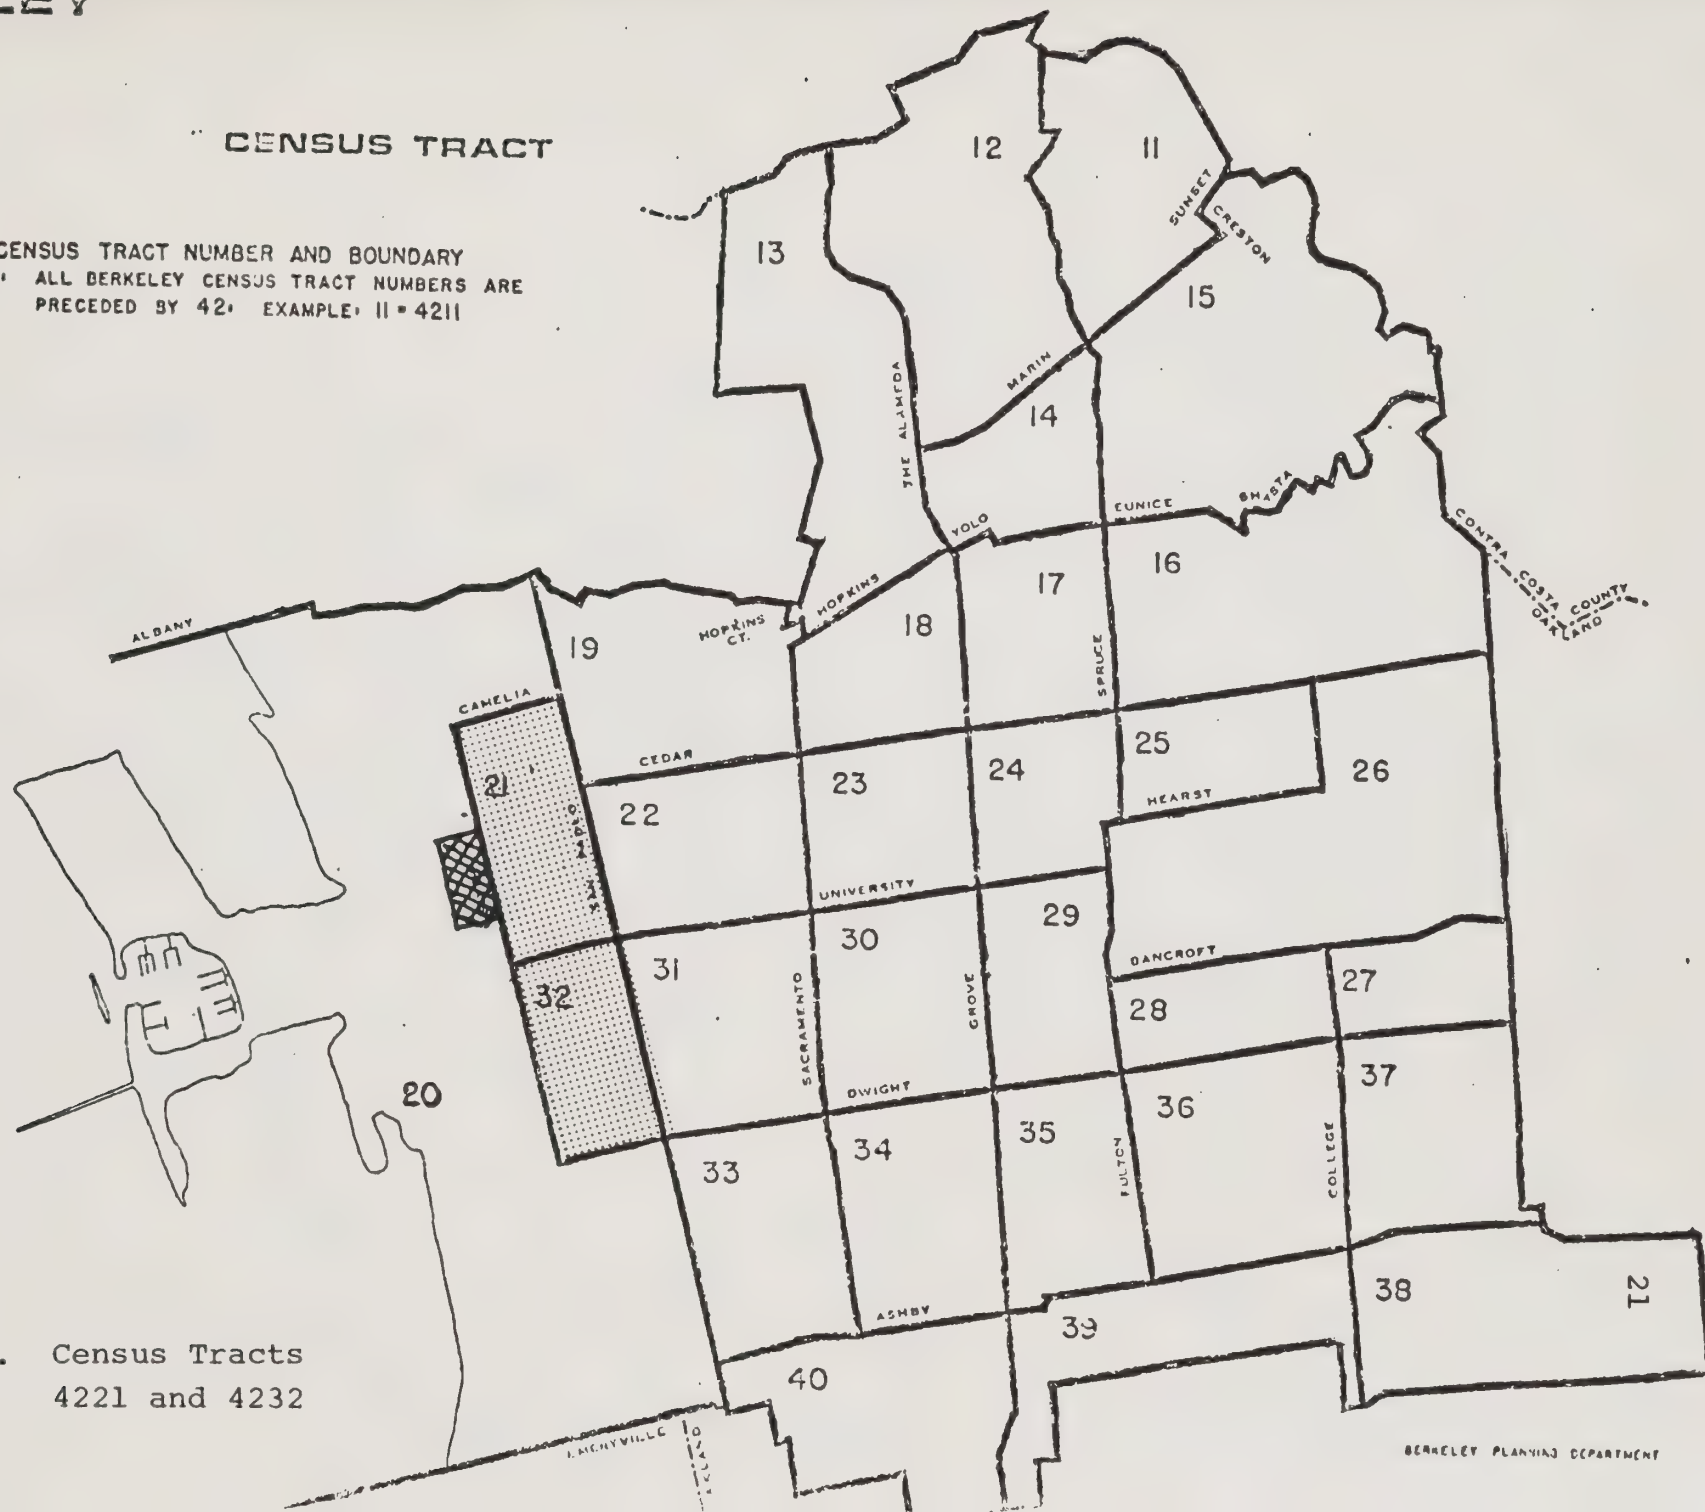 CENSUS TRACT
CENSUS TRACT NUMBER AND BOUNDARY
ALL BERKELEY CENSUS TRACT NUMBERS ARE
PRECEDED BY 42: EXAMPLE: 11 = 4211
12
11
SUNSET
CRESTON
13
15
THE ALAMEDA
MARIN
14
EUNICE
SHASTA
YOLO
CONTRA COSTA COUNTY
OAKLAND
17
16
HOPKINS
18
ALBANY
HOPKINS
CT.
19
SPRUCE
CAMELIA
CEDAR
25
21
23
24
26
22
SAN PABLO
HEARST
UNIVERSITY
29
30
31
BANCROFT
27
32
SACRAMENTO
GROVE
28
20
DWIGHT
37
36
35
34
33
FULTON
COLLEGE
38
21
ASHBY
39
40
Census Tracts
4221 and 4232
EMERYVILLE
OAKLAND
BERKELEY PLANNING DEPARTMENT